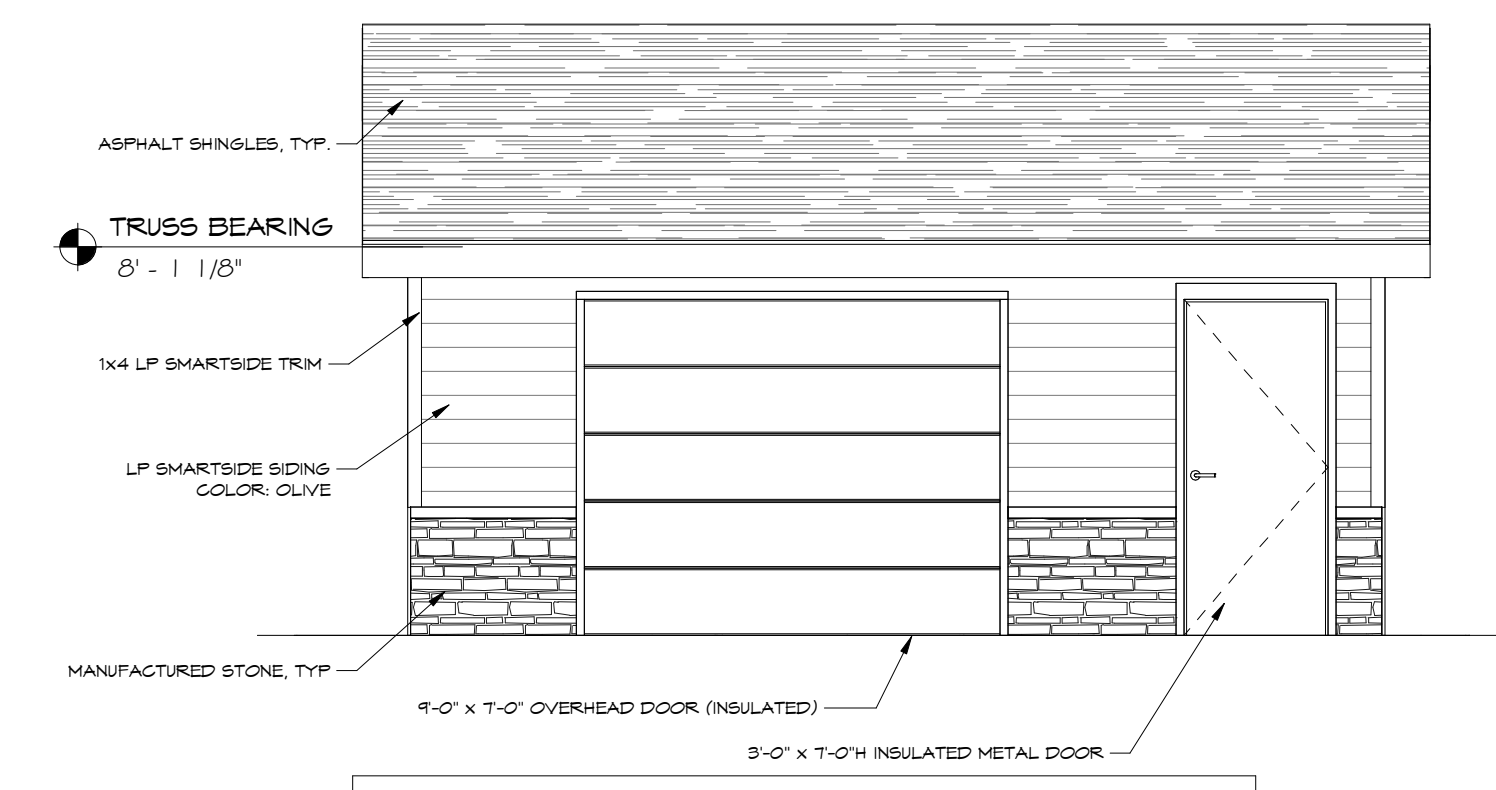 ASPHALT SHINGLES, TYP.
TRUSS BEARING
8' - 1 1/8"
1x4 LP SMARTSIDE TRIM
LP SMARTSIDE SIDING
COLOR: OLIVE
MANUFACTURED STONE, TYP
9'-0" x 7'-0" OVERHEAD DOOR (INSULATED)
3'-0" x 7'-0"H INSULATED METAL DOOR